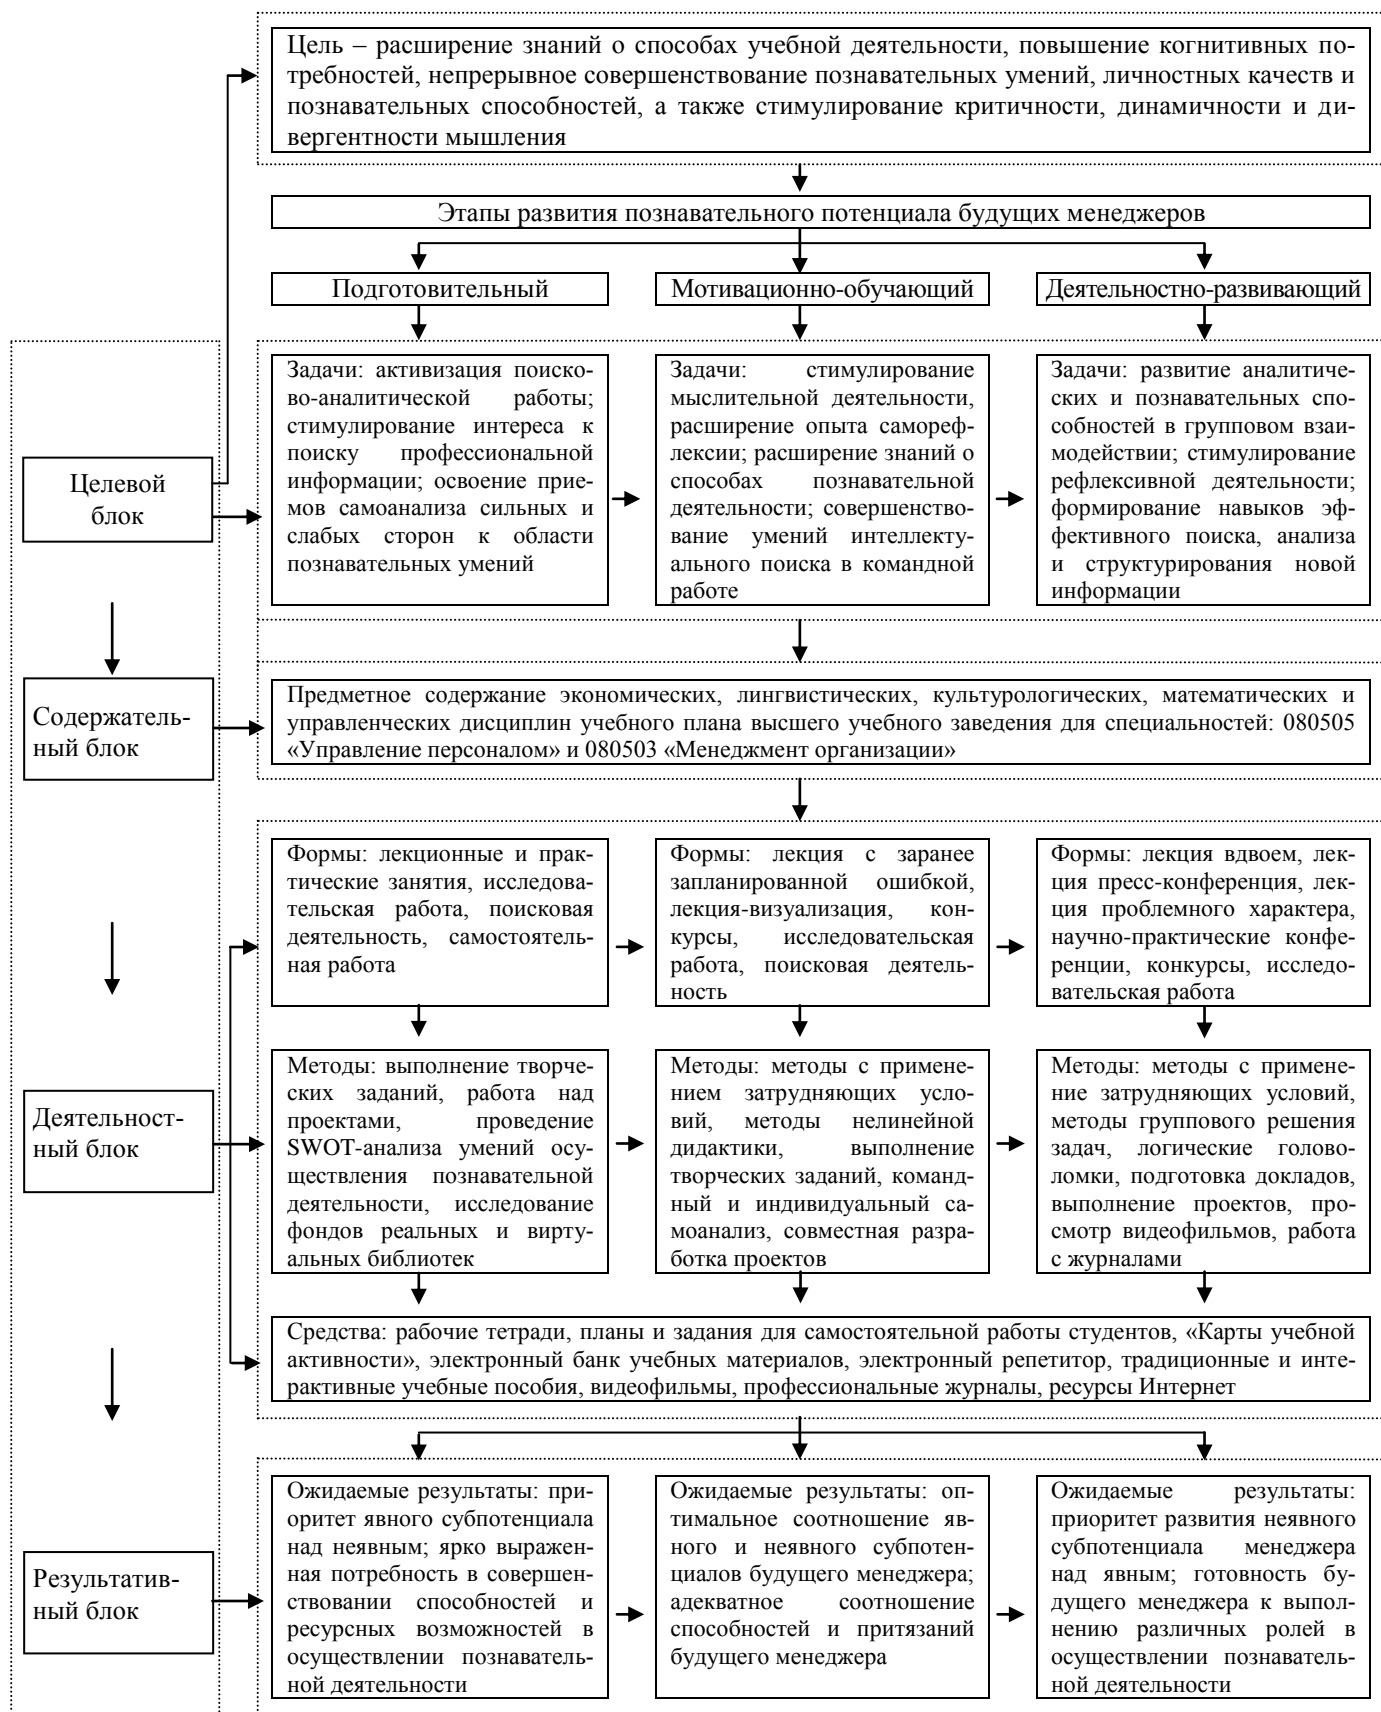 Цель – расширение знаний о способах учебной деятельности, повышение когнитивных по-
требностей, непрерывное совершенствование познавательных умений, личностных качеств и
познавательных способностей, а также стимулирование критичности, динамичности и ди-
вергентности мышления
Этапы развития познавательного потенциала будущих менеджеров
Подготовительный
Мотивационно-обучающий
Деятельностно-развивающий
Целевой
блок
Задачи: активизация поиско-
во-аналитической работы;
стимулирование интереса к
поиску профессиональной
информации; освоение прие-
мов самоанализа сильных и
слабых сторон к области
познавательных умений
Задачи: стимулирование
мыслительной деятельности,
расширение опыта сафореф-
лексии; расширение знаний о
способах познавательной
деятельности; совершенство-
вание умений интеллекту-
ального поиска в командной
работе
Задачи: развитие аналитиче-
ских и познавательных спо-
собностей в групповом взаи-
модействии; стимулирование
рефлексивной деятельности;
формирование навыков эф-
фективного поиска, анализа
и структурирования новой
информации
Содержатель-
ный блок
Предметное содержание экономических, лингвистических, культурологических, математических и
управленческих дисциплин учебного плана высшего учебного заведения для специальностей: 080505
«Управление персоналом» и 080503 «Менеджмент организации»
Деятельност-
ный блок
Формы: лекционные и прак-
тические занятия, исследова-
тельская работа, поисковая
деятельность, самостоятель-
ная работа
Формы: лекция с заранее
запланированной ошибкой,
лекция-визуализация, кон-
курсы, исследовательская
работа, поисковая деятель-
ность
Формы: лекция вдвоем, лек-
ция пресс-конференция, лек-
ция проблемного характера,
научно-практические конфе-
ренции, конкурсы, исследо-
вательская работа
Методы: выполнение творче-
ских заданий, работа над
проектами, проведение
SWOT-анализа умений осу-
ществления познавательной
деятельности, исследование
фондов реальных и вирту-
альных библиотек
Методы: методы с примене-
нием затрудняющих усло-
вий, методы нелинейной
дидактики, выполнение
творческих заданий, команд-
ный и индивидуальный са-
моанализ, совместная разра-
ботка проектов
Методы: методы с примене-
ние затрудняющих условий,
методы группового решения
задач, логические голово-
ломки, подготовка докладов,
выполнение проектов, про-
смотр видеофильмов, работа
с журналами
Средства: рабочие тетради, планы и задания для самостоятельной работы студентов, «Карты учебной
активности», электронный банк учебных материалов, электронный репетитор, традиционные и инте-
рактивные учебные пособия, видеофильмы, профессиональные журналы, ресурсы Интернет
Результатив-
ный блок
Ожидаемые результаты: при-
оритет явного субпотенциала
над неявным; ярко выражен-
ная потребность в совершен-
ствовании способностей и
ресурсных возможностей в
осуществлении познаватель-
ной деятельности
Ожидаемые результаты: оп-
тимальное соотношение яв-
ного и неявного субпотен-
циалов будущего менеджера;
адекватное соотношение
способностей и притязаний
будущего менеджера
Ожидаемые результаты:
приоритет развития неявного
субпотенциала менеджера
над явным; готовность бу-
дущего менеджера к выпол-
нению различных ролей в
осуществлении познаватель-
ной деятельности